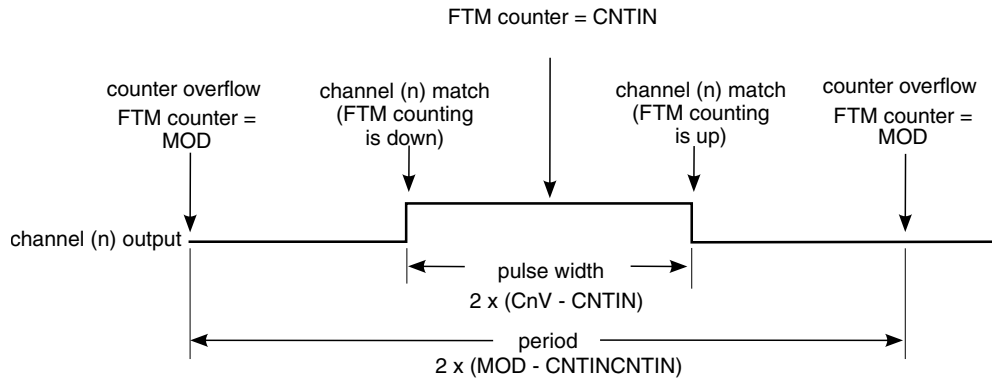 FTM counter = CNTIN
counter overflow
FTM counter =
MOD
channel (n) match
(FTM counting
is down)
channel (n) match
(FTM counting
is up)
counter overflow
FTM counter =
MOD
channel (n) output
pulse width
2 x (CnV - CNTIN)
period
2 x (MOD - CNTINCNTIN)